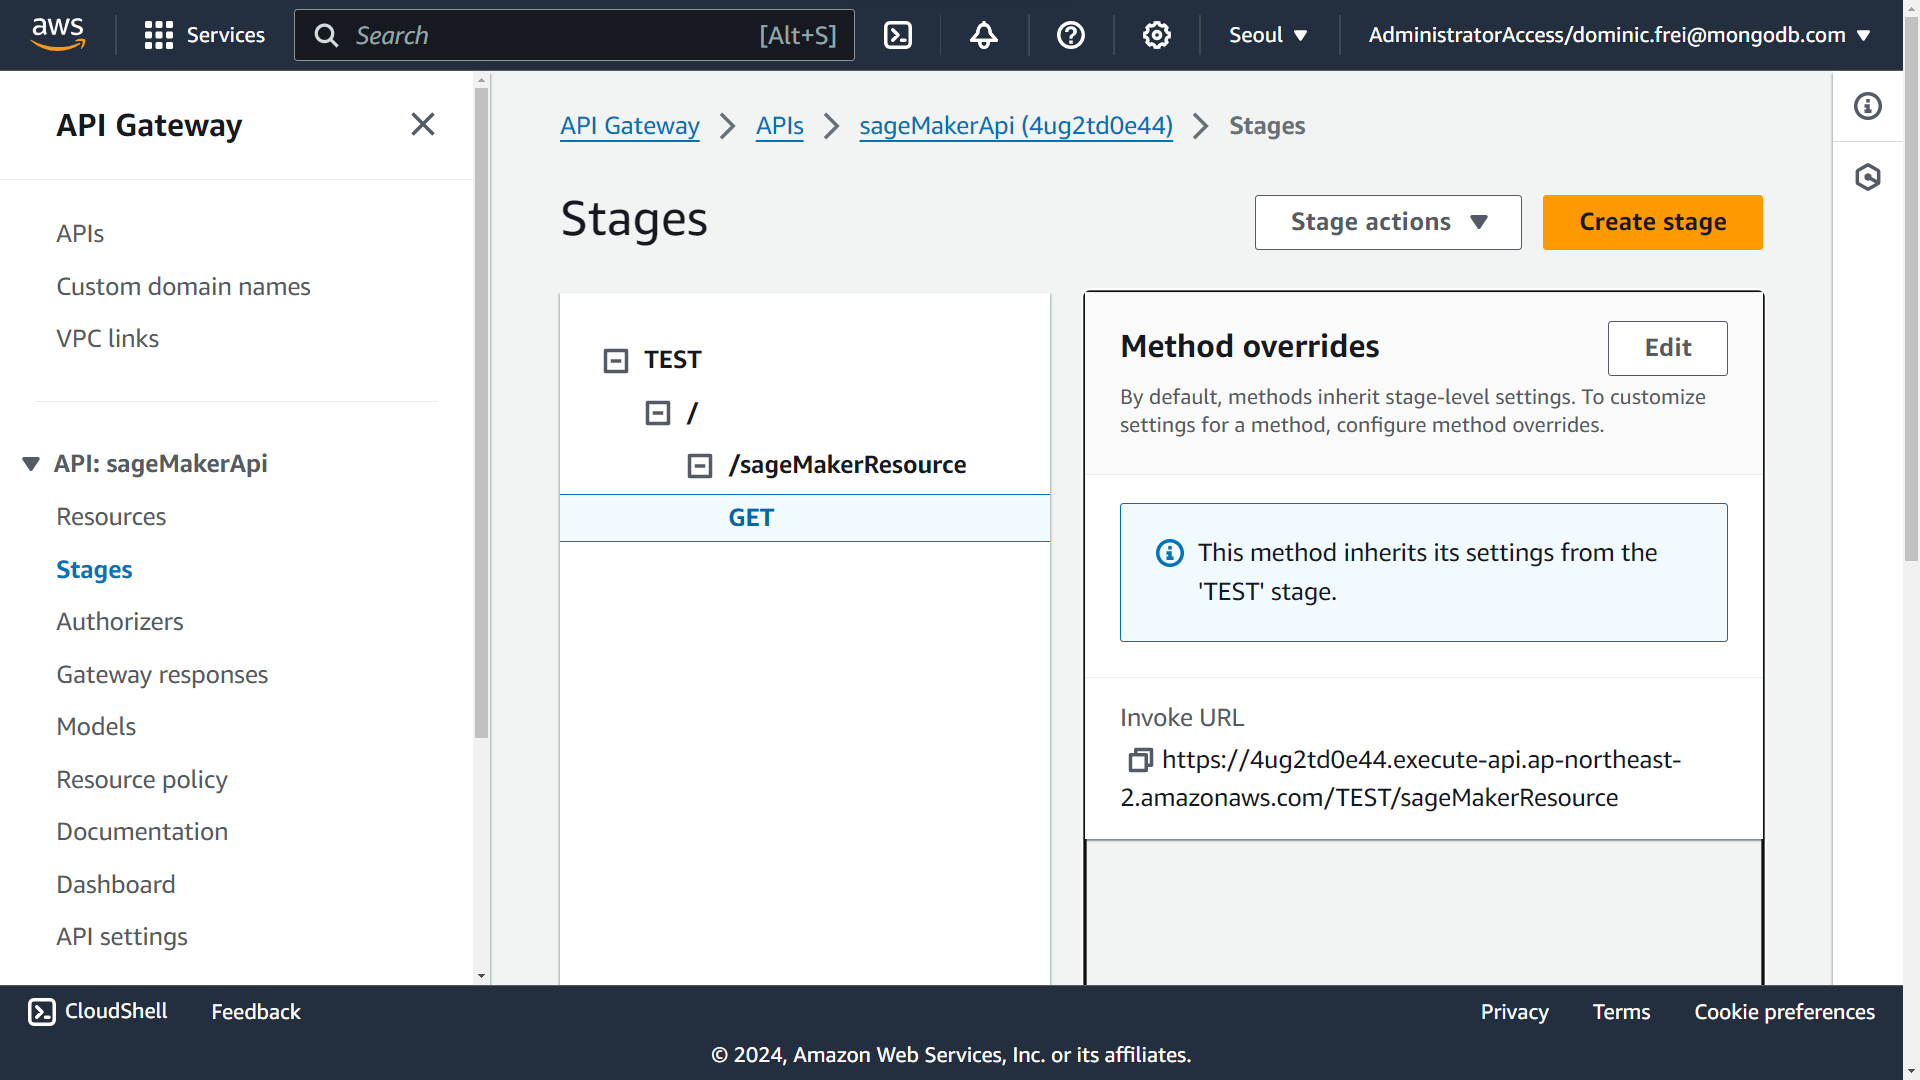 aws
Services
Search [Alt+S]
Seoul
AdministratorAccess/dominic.frei@mongodb.com
API Gateway
APIs
Custom domain names
VPC links
API: sageMakerApi
Resources
Stages
Authorizers
Gateway responses
Models
Resource policy
Documentation
Dashboard
API settings
API Gateway > APIs > sageMakerApi (4ug2td0e44) > Stages
Stages
Stage actions
Create stage
TEST
/
/sageMakerResource
GET
Method overrides
Edit
By default, methods inherit stage-level settings. To customize
settings for a method, configure method overrides.
This method inherits its settings from the
'TEST' stage.
Invoke URL
https://4ug2td0e44.execute-api.ap-northeast-
2.amazonaws.com/TEST/sageMakerResource
CloudShell
Feedback
Privacy
Terms
Cookie preferences
© 2024, Amazon Web Services, Inc. or its affiliates.